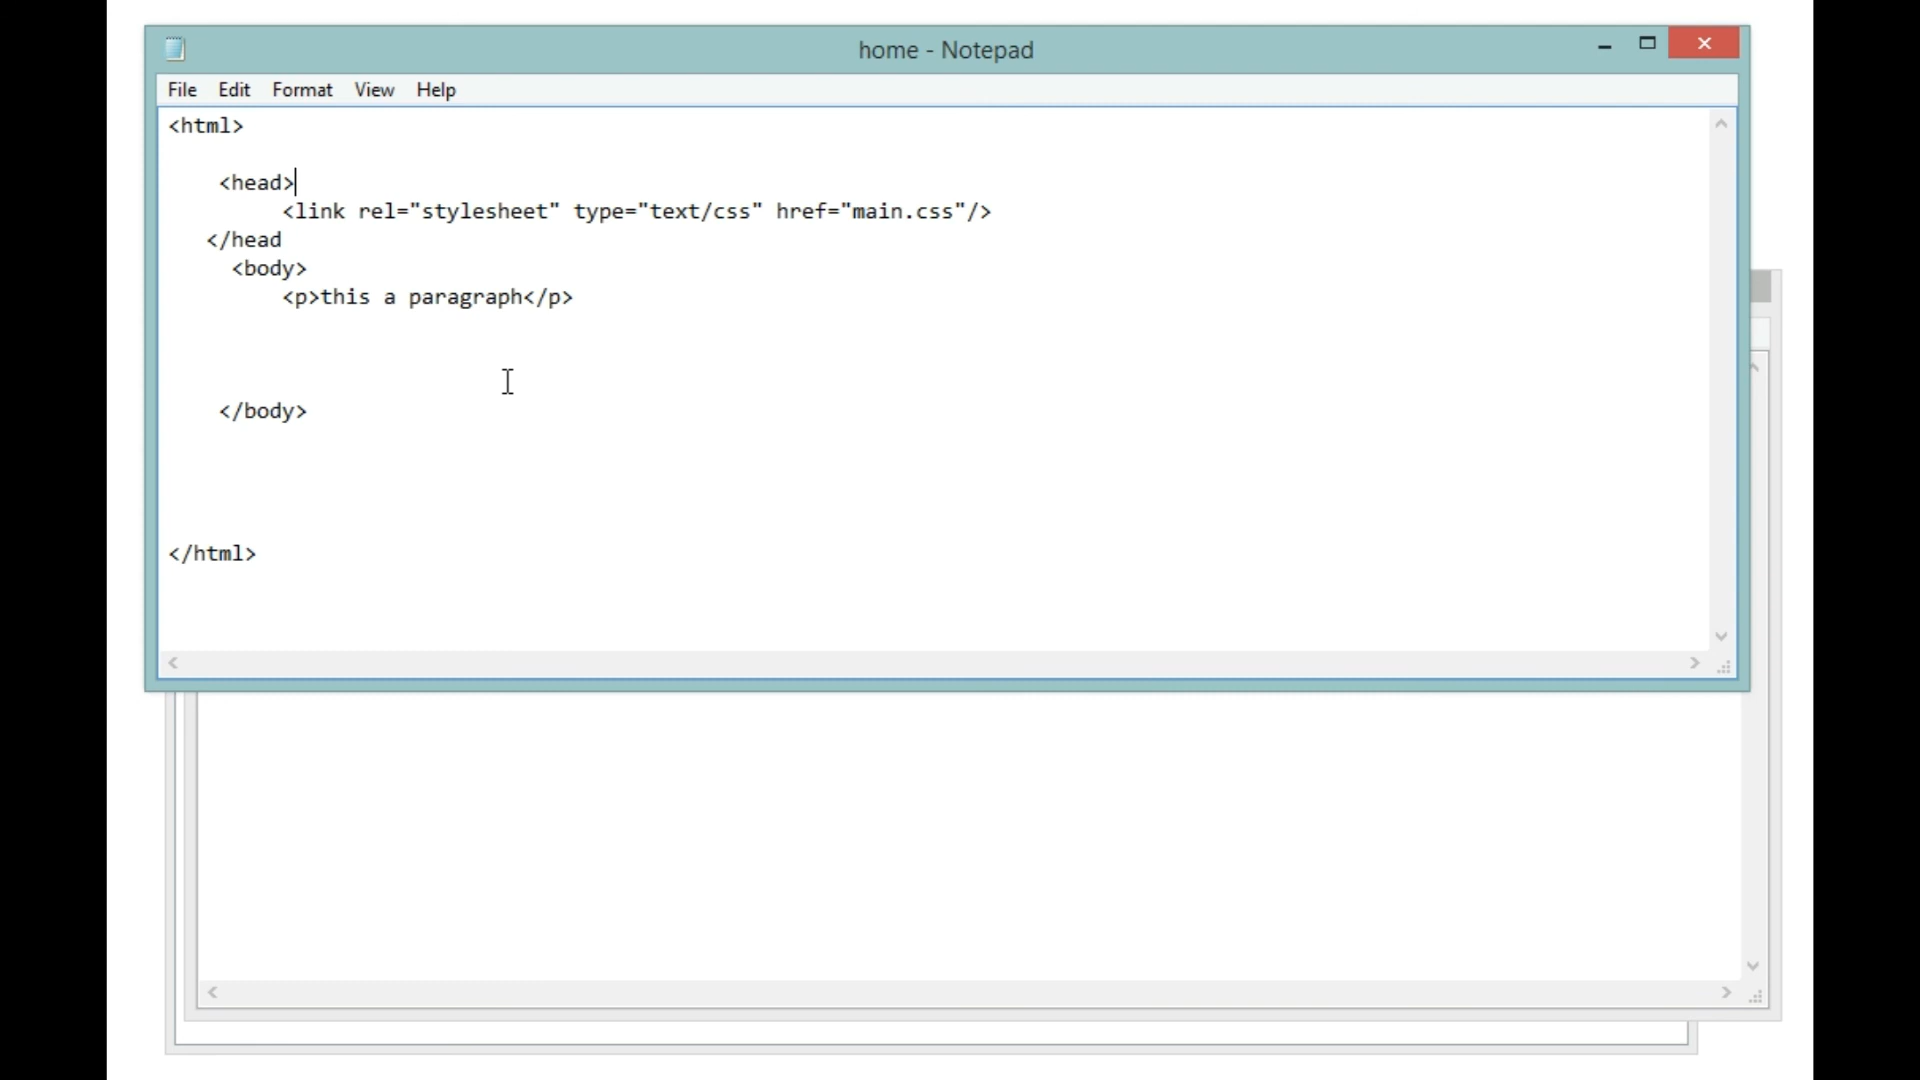 home - Notepad
File Edit Format View Help
<html>
<head>
<link rel="stylesheet" type="text/css" href="main.css"/>
</head
<body>
<p>this a paragraph</p>
</body>
</html>